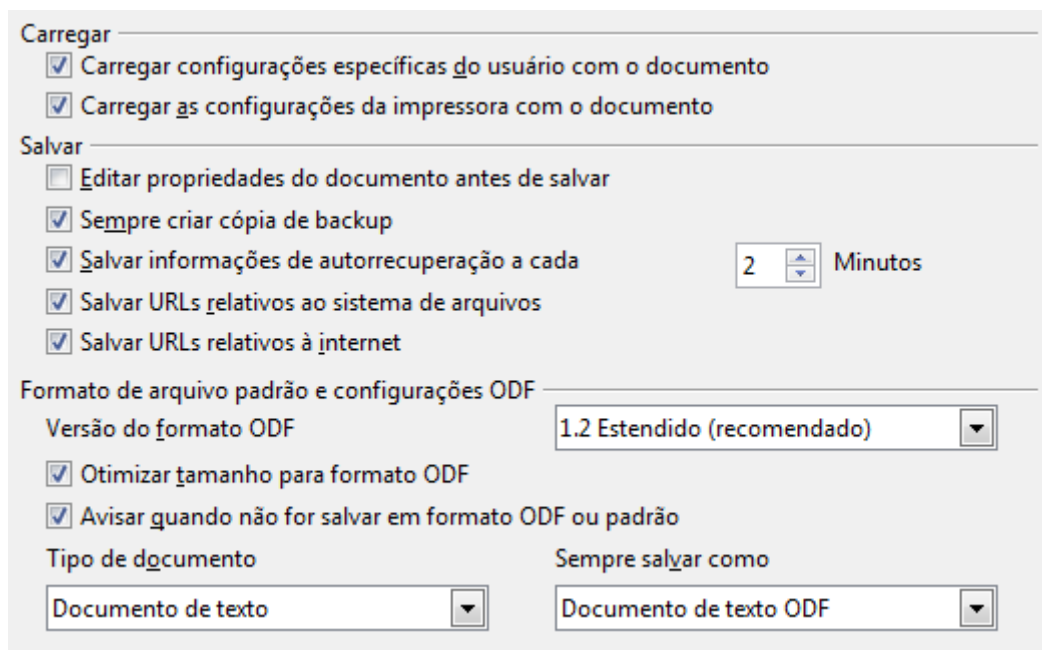 Carregar
Carregar configurações específicas do usuário com o documento
Carregar as configurações da impressora com o documento
Salvar
Editar propriedades do documento antes de salvar
Sempre criar cópia de backup
Salvar informações de autorrecuperação a cada 2 Minutos
Salvar URLs relativos ao sistema de arquivos
Salvar URLs relativos à internet
Formato de arquivo padrão e configurações ODF
Versão do formato ODF 1.2 Estendido (recomendado)
Otimizar tamanho para formato ODF
Avisar quando não for salvar em formato ODF ou padrão
Tipo de documento Sempre salvar como
Documento de texto Documento de texto ODF